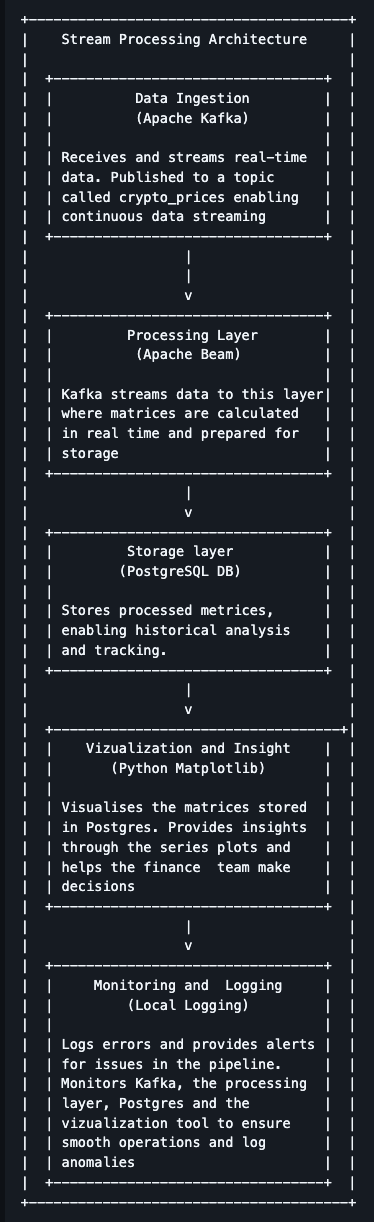 Stream Processing Architecture
Data Ingestion
(Apache Kafka)
Receives and streams real-time
data. Published to a topic
called crypto_prices enabling
continuous data streaming
Processing Layer
(Apache Beam)
Kafka streams data to this layer
where matrices are calculated
in real time and prepared for
storage
Storage layer
(PostgreSQL DB)
Stores processed metrices,
enabling historical analysis
and tracking.
Vizualization and Insight
(Python Matplotlib)
Visualises the matrices stored
in Postgres. Provides insights
through the series plots and
helps the finance  team make
decisions
Monitoring and  Logging
(Local Logging)
Logs errors and provides alerts
for issues in the pipeline.
Monitors Kafka, the processing
layer, Postgres and the
vizualization tool to ensure
smooth operations and log
anomalies